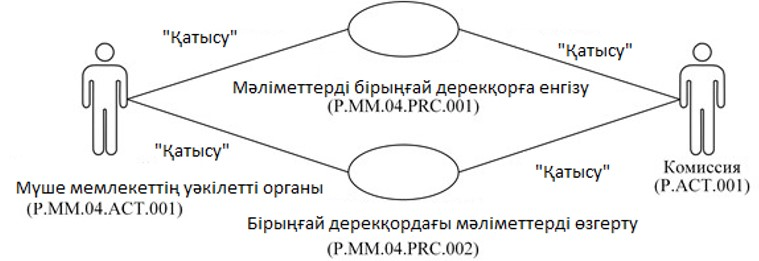 "Қатысу"
"Қатысу"
Мәліметтерді бірыңғай дерекқорға енгізу
(P.MM.04.PRC.001)
"Қатысу"
"Қатысу"
Комиссия
(P.ACT.001)
Мүше мемлекеттің уәкілетті органы
(P.MM.04.ACT.001)
Бірыңғай дерекқордағы мәліметтерді өзгерту
(P.MM.04.PRC.002)